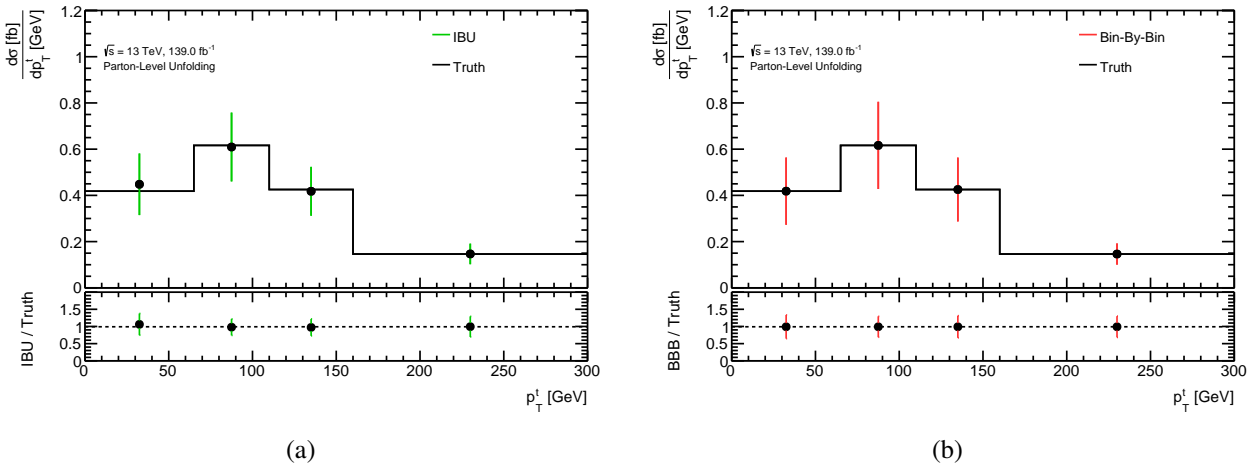 dσ [fb]
dp_T^t [GeV]
1.2
1
0.8
0.6
0.4
0.2
0
√s = 13 TeV, 139.0 fb⁻¹
Parton-Level Unfolding
IBU
Truth
IBU / Truth
1.5
1
0.5
0
0 50 100 150 200 250 300
p_T^t [GeV]
(a)
dσ [fb]
dp_T^t [GeV]
1.2
1
0.8
0.6
0.4
0.2
0
√s = 13 TeV, 139.0 fb⁻¹
Parton-Level Unfolding
Bin-By-Bin
Truth
BBB / Truth
1.5
1
0.5
0
0 50 100 150 200 250 300
p_T^t [GeV]
(b)